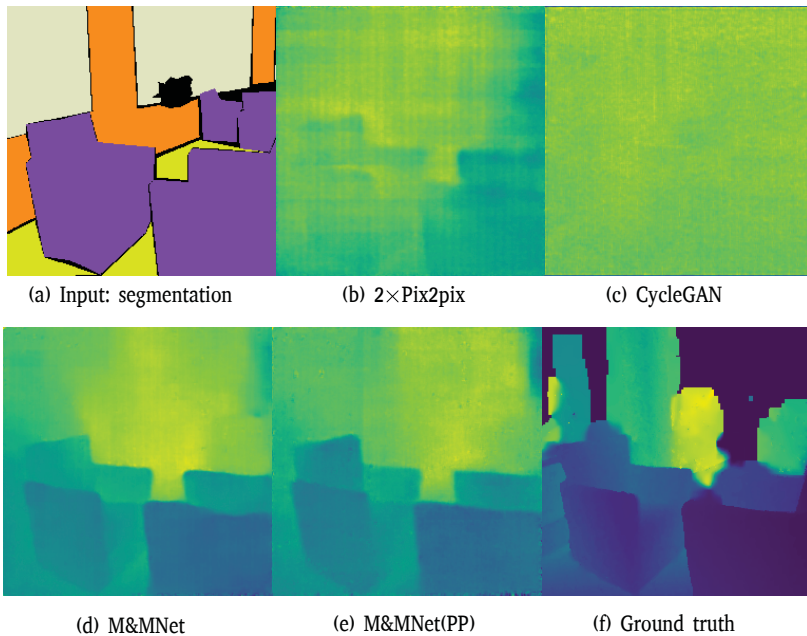 (a) Input: segmentation
(b) 2×Pix2pix
(c) CycleGAN
(d) M&MNet
(e) M&MNet(PP)
(f) Ground truth